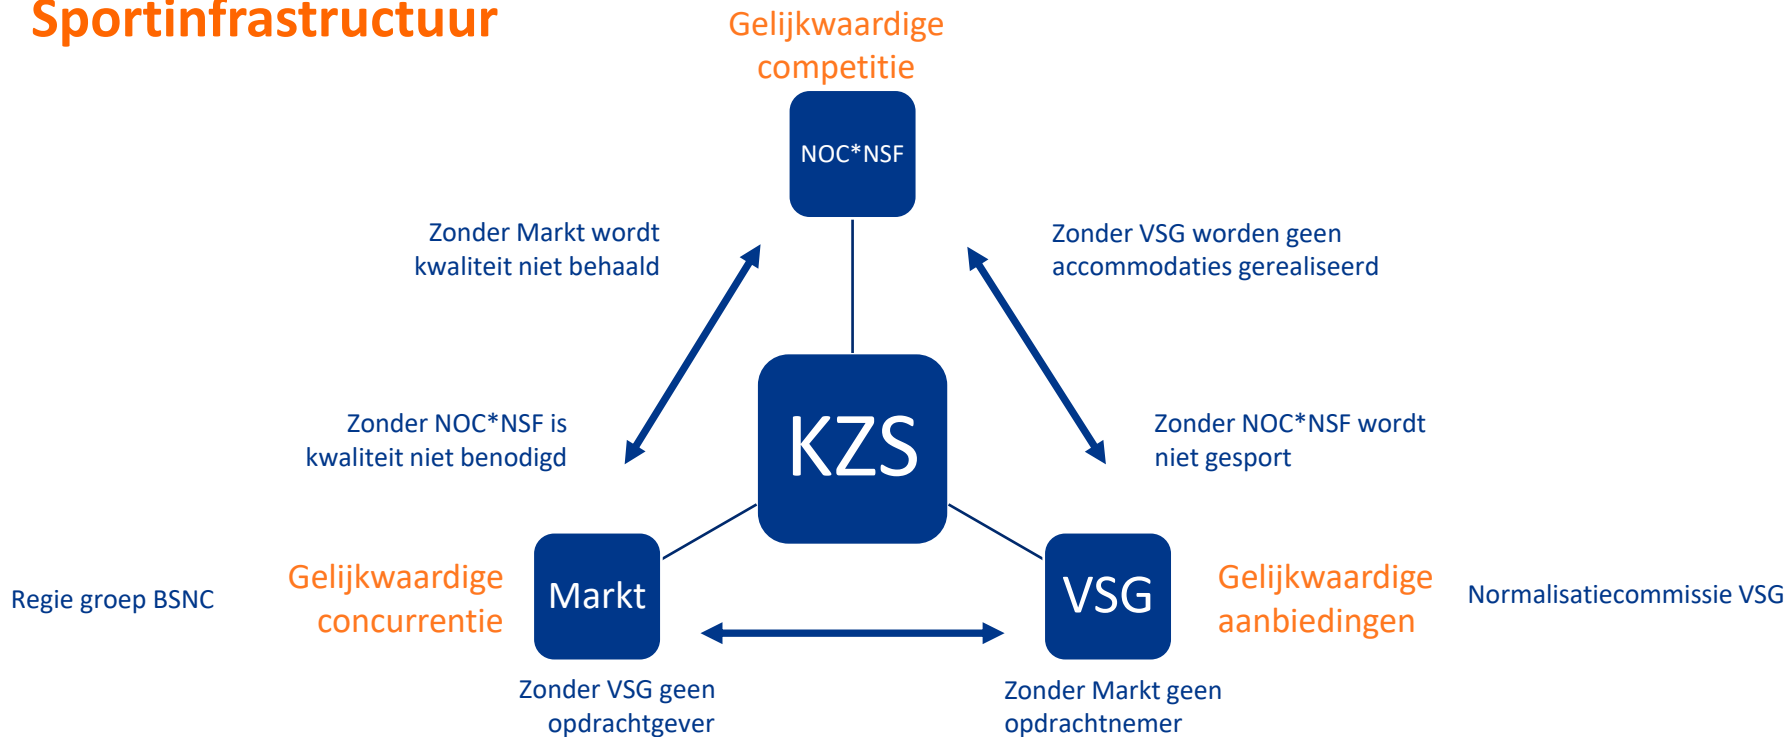 Sportinfrastructuur
Gelijkwaardige
competitie
NOC*NSF
Zonder Markt wordt
kwaliteit niet behaald
Zonder VSG worden geen
accommodaties gerealiseerd
Zonder NOC*NSF is
kwaliteit niet benodigd
KZS
Zonder NOC*NSF wordt
niet gesport
Regie groep BSNC
Gelijkwaardige
concurrentie
Markt
VSG
Gelijkwaardige
aanbiedingen
Normalisatiecommissie VSG
Zonder VSG geen
opdrachtgever
Zonder Markt geen
opdrachtnemer